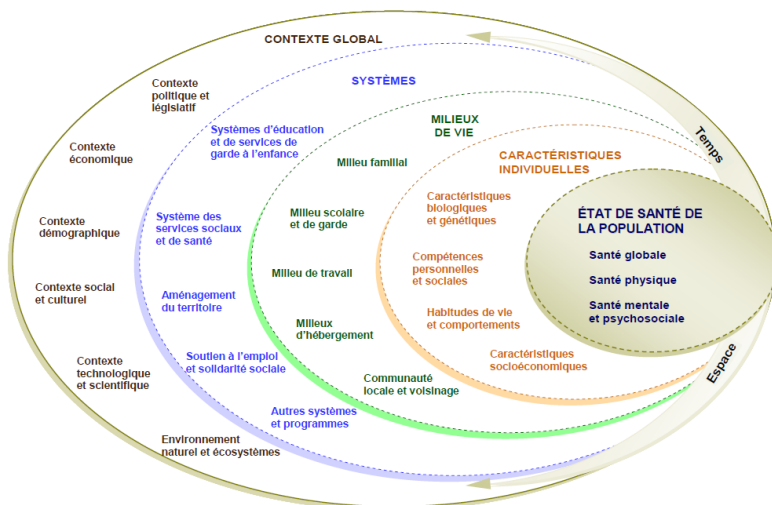 CONTEXTE GLOBAL
Contexte
politique et
législatif
Contexte
économique
Contexte
démographique
Contexte social
et culturel
Contexte
technologique
et scientifique
Environnement
naturel et écosystèmes
SYSTÈMES
Systèmes d'éducation
et de services de
garde à l'enfance
Système des
services sociaux
et de santé
Aménagement
du territoire
Soutien à l'emploi
et solidarité sociale
Autres systèmes
et programmes
MILIEUX
DE VIE
Milieu familial
Milieu scolaire
et de garde
Milieu de travail
Milieux
d'hébergement
Communauté
locale et voisinage
CARACTÉRISTIQUES
INDIVIDUELLES
Caractéristiques
biologiques
et génétiques
Compétences
personnelles
et sociales
Habitudes de vie
et comportements
Caractéristiques
socioéconomiques
ÉTAT DE SANTÉ DE
LA POPULATION
Santé globale
Santé physique
Santé mentale
et psychosociale
Temps
Espace